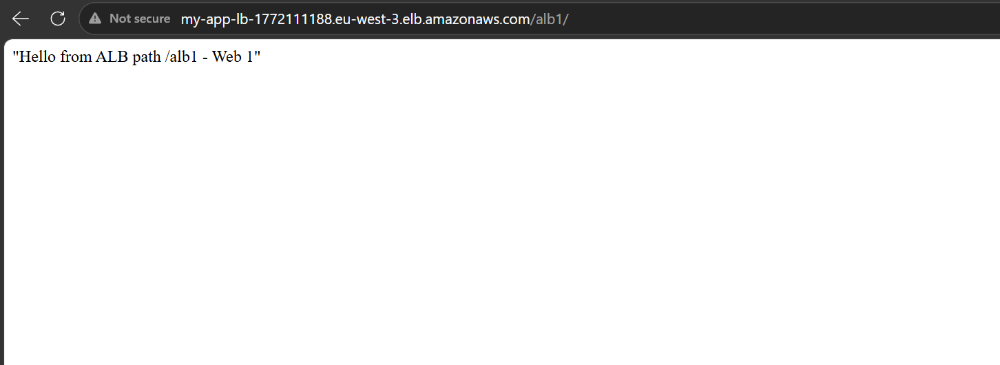 Not secure my-app-lb-1772111188.eu-west-3.elb.amazonaws.com/alb1/
"Hello from ALB path /alb1 - Web 1"